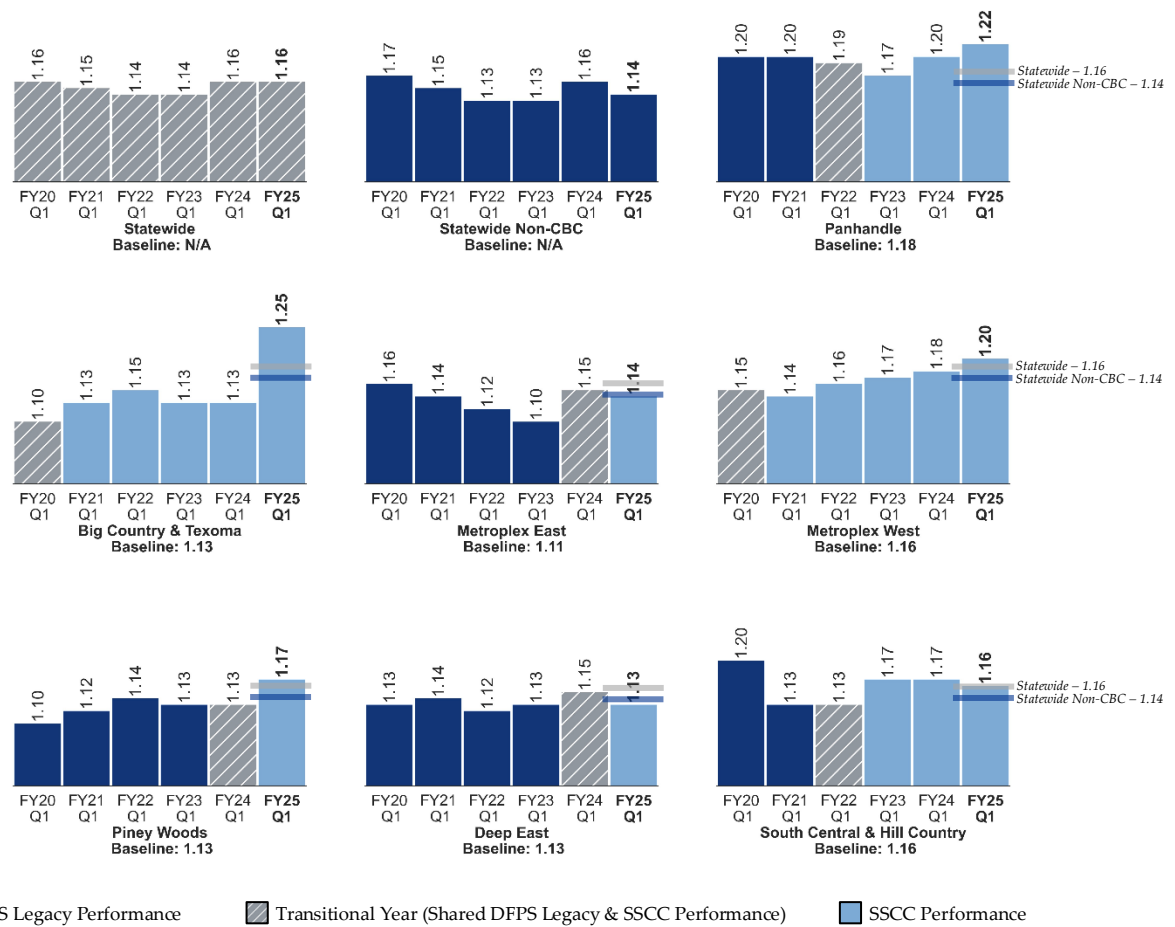 1.16 1.15 1.14 1.14 1.16 1.16
FY20 FY21 FY22 FY23 FY24 FY25
Q1 Q1 Q1 Q1 Q1 Q1
Statewide
Baseline: N/A
1.17 1.15 1.13 1.13 1.16 1.14
FY20 FY21 FY22 FY23 FY24 FY25
Q1 Q1 Q1 Q1 Q1 Q1
Statewide Non-CBC
Baseline: N/A
1.20 1.20 1.19 1.17 1.20 1.22
Statewide – 1.16
Statewide Non-CBC – 1.14
FY20 FY21 FY22 FY23 FY24 FY25
Q1 Q1 Q1 Q1 Q1 Q1
Panhandle
Baseline: 1.18
1.10 1.13 1.15 1.13 1.13 1.25
FY20 FY21 FY22 FY23 FY24 FY25
Q1 Q1 Q1 Q1 Q1 Q1
Big Country & Texoma
Baseline: 1.13
1.16 1.14 1.12 1.10 1.15 1.14
FY20 FY21 FY22 FY23 FY24 FY25
Q1 Q1 Q1 Q1 Q1 Q1
Metroplex East
Baseline: 1.11
1.15 1.14 1.16 1.17 1.18 1.20
Statewide – 1.16
Statewide Non-CBC – 1.14
FY20 FY21 FY22 FY23 FY24 FY25
Q1 Q1 Q1 Q1 Q1 Q1
Metroplex West
Baseline: 1.16
1.10 1.12 1.14 1.13 1.13 1.17
FY20 FY21 FY22 FY23 FY24 FY25
Q1 Q1 Q1 Q1 Q1 Q1
Piney Woods
Baseline: 1.13
1.13 1.14 1.12 1.13 1.15 1.13
FY20 FY21 FY22 FY23 FY24 FY25
Q1 Q1 Q1 Q1 Q1 Q1
Deep East
Baseline: 1.13
1.20 1.13 1.13 1.17 1.17 1.16
Statewide – 1.16
Statewide Non-CBC – 1.14
FY20 FY21 FY22 FY23 FY24 FY25
Q1 Q1 Q1 Q1 Q1 Q1
South Central & Hill Country
Baseline: 1.16
S Legacy Performance
Transitional Year (Shared DFPS Legacy & SSCC Performance)
SSCC Performance